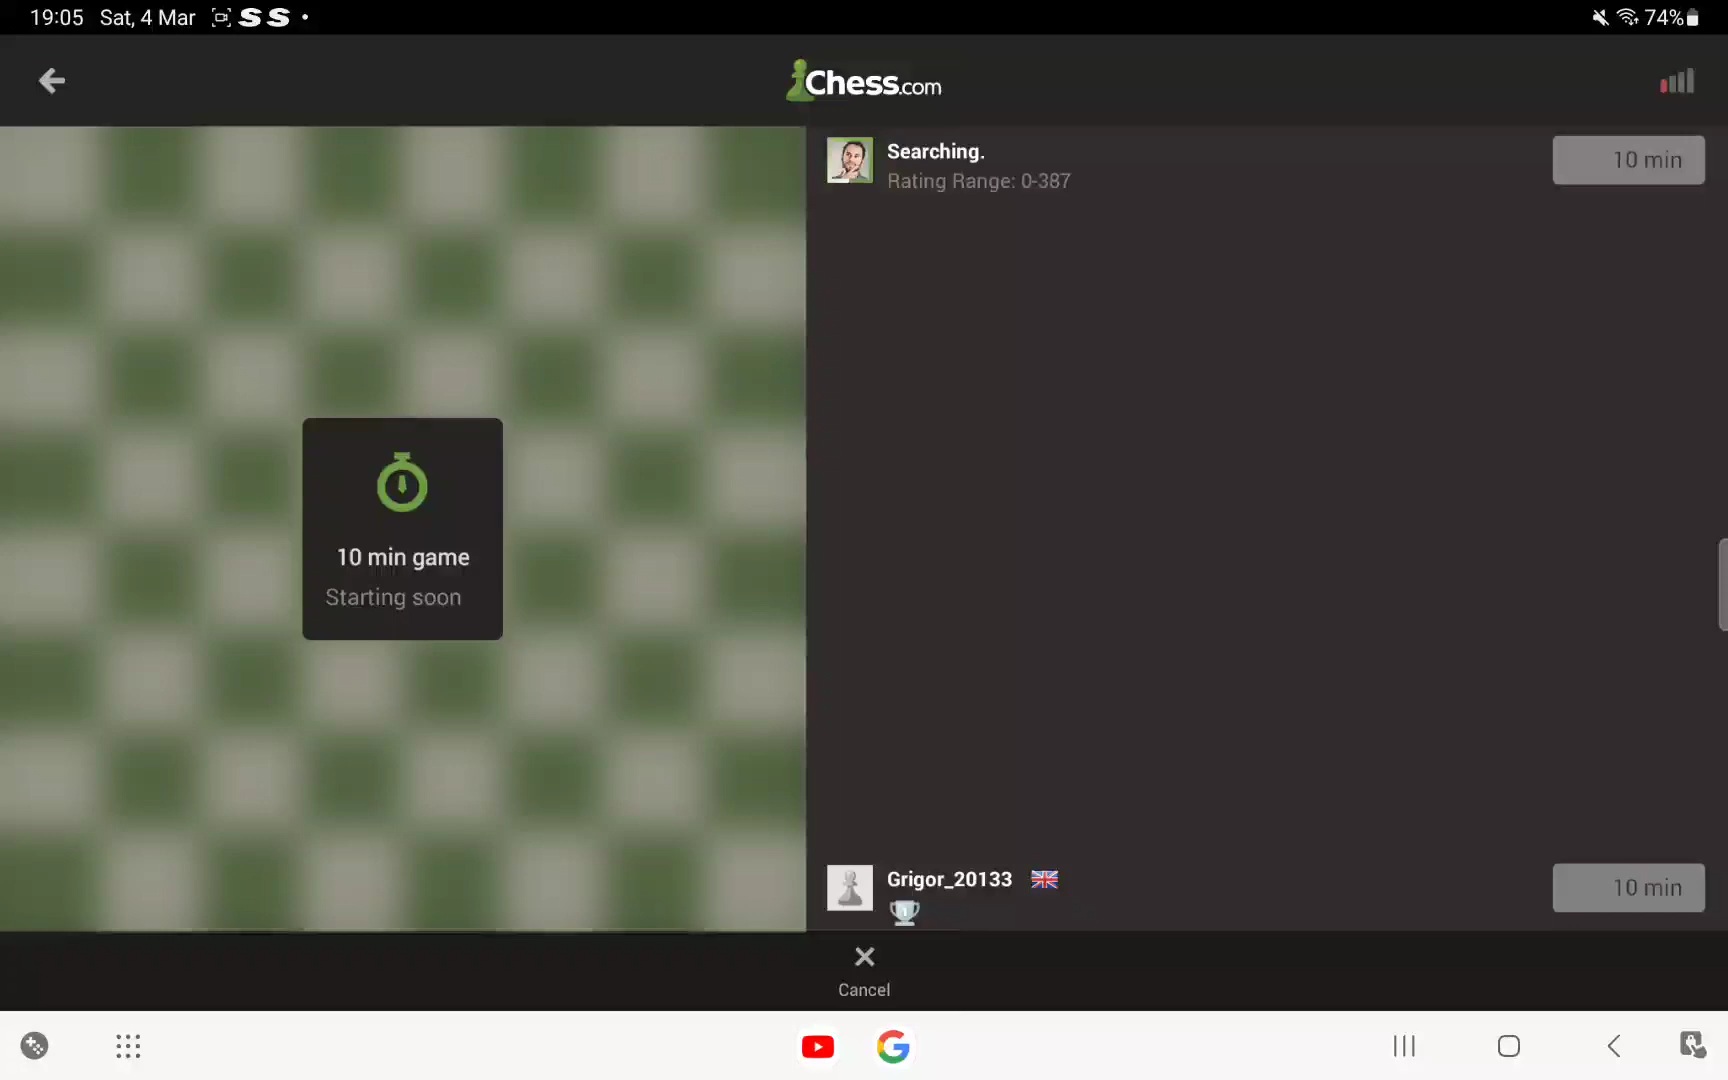 19:05 Sat, 4 Mar S S • 74%
Chess.com
Searching.
Rating Range: 0-387
10 min
10 min game
Starting soon
Grigor_20133
1
10 min
Cancel